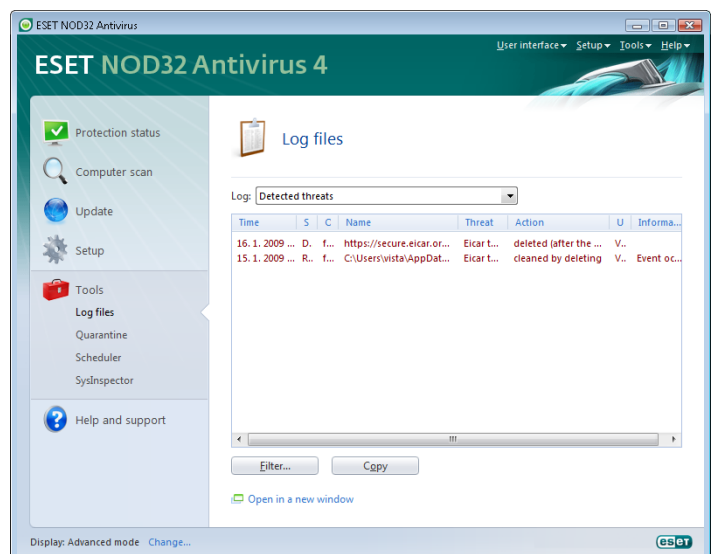 ESET NOD32 Antivirus
User interface Setup Tools Help
ESET NOD32 Antivirus 4
Protection status
Computer scan
Update
Setup
Tools
Log files
Quarantine
Scheduler
SysInspector
Help and support
Log files
Log: Detected threats
Time S C Name Threat Action U Informa...
16. 1. 2009 ... D. f... https://secure.eicar.or... Eicar t... deleted (after the ... V..
15. 1. 2009 ... R.. f... C:\Users\vista\AppDat... Eicar t... cleaned by deleting V.. Event oc...
Filter... Copy
Open in a new window
Display: Advanced mode Change...
eseT